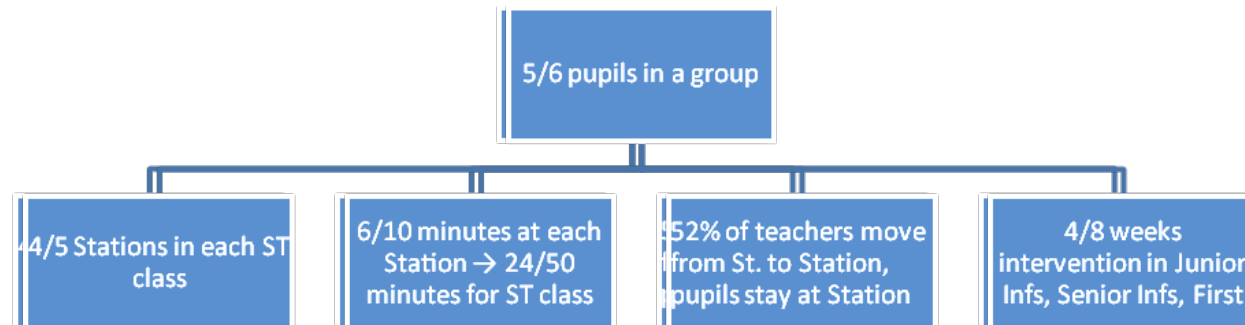 5/6 pupils in a group
4/5 Stations in each ST
class
6/10 minutes at each
Station → 24/50
minutes for ST class
52% of teachers move
from St. to Station,
pupils stay at Station
4/8 weeks
intervention in Junior
Infs, Senior Infs, First